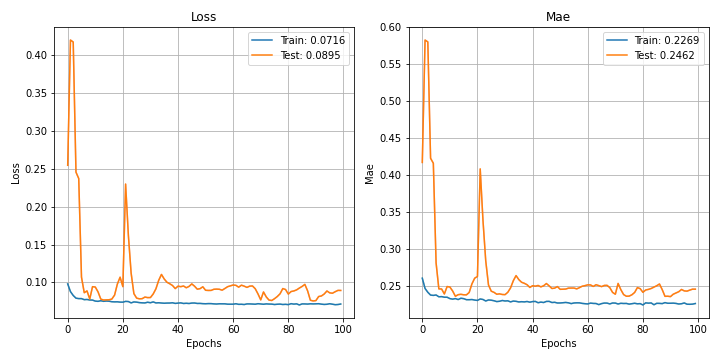 Loss
Train: 0.0716
Test: 0.0895
0.40
0.35
0.30
0.25
0.20
0.15
0.10
Loss
0 20 40 60 80 100
Epochs
Mae
Train: 0.2269
Test: 0.2462
0.60
0.55
0.50
0.45
0.40
0.35
0.30
0.25
Mae
0 20 40 60 80 100
Epochs